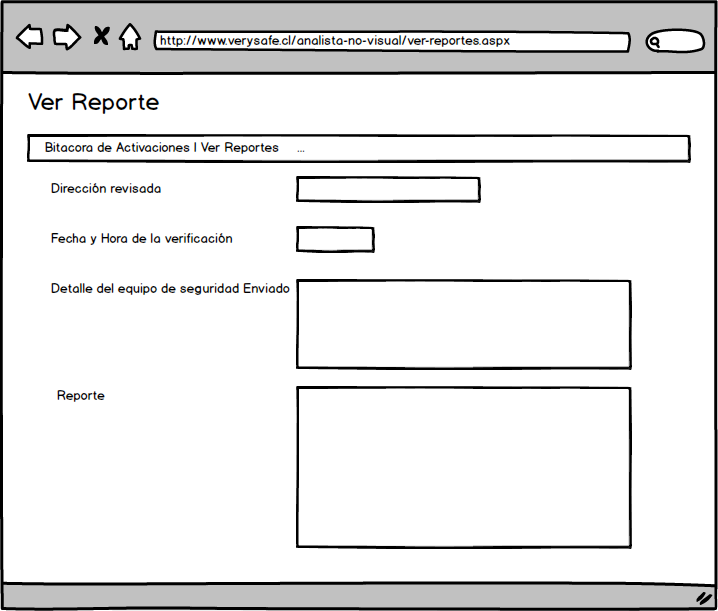 http://www.verysafe.cl/analista-no-visual/ver-reportes.aspx
Ver Reporte
Bitacora de Activaciones | Ver Reportes ...
Dirección revisada
Fecha y Hora de la verificación
Detalle del equipo de seguridad Enviado
Reporte